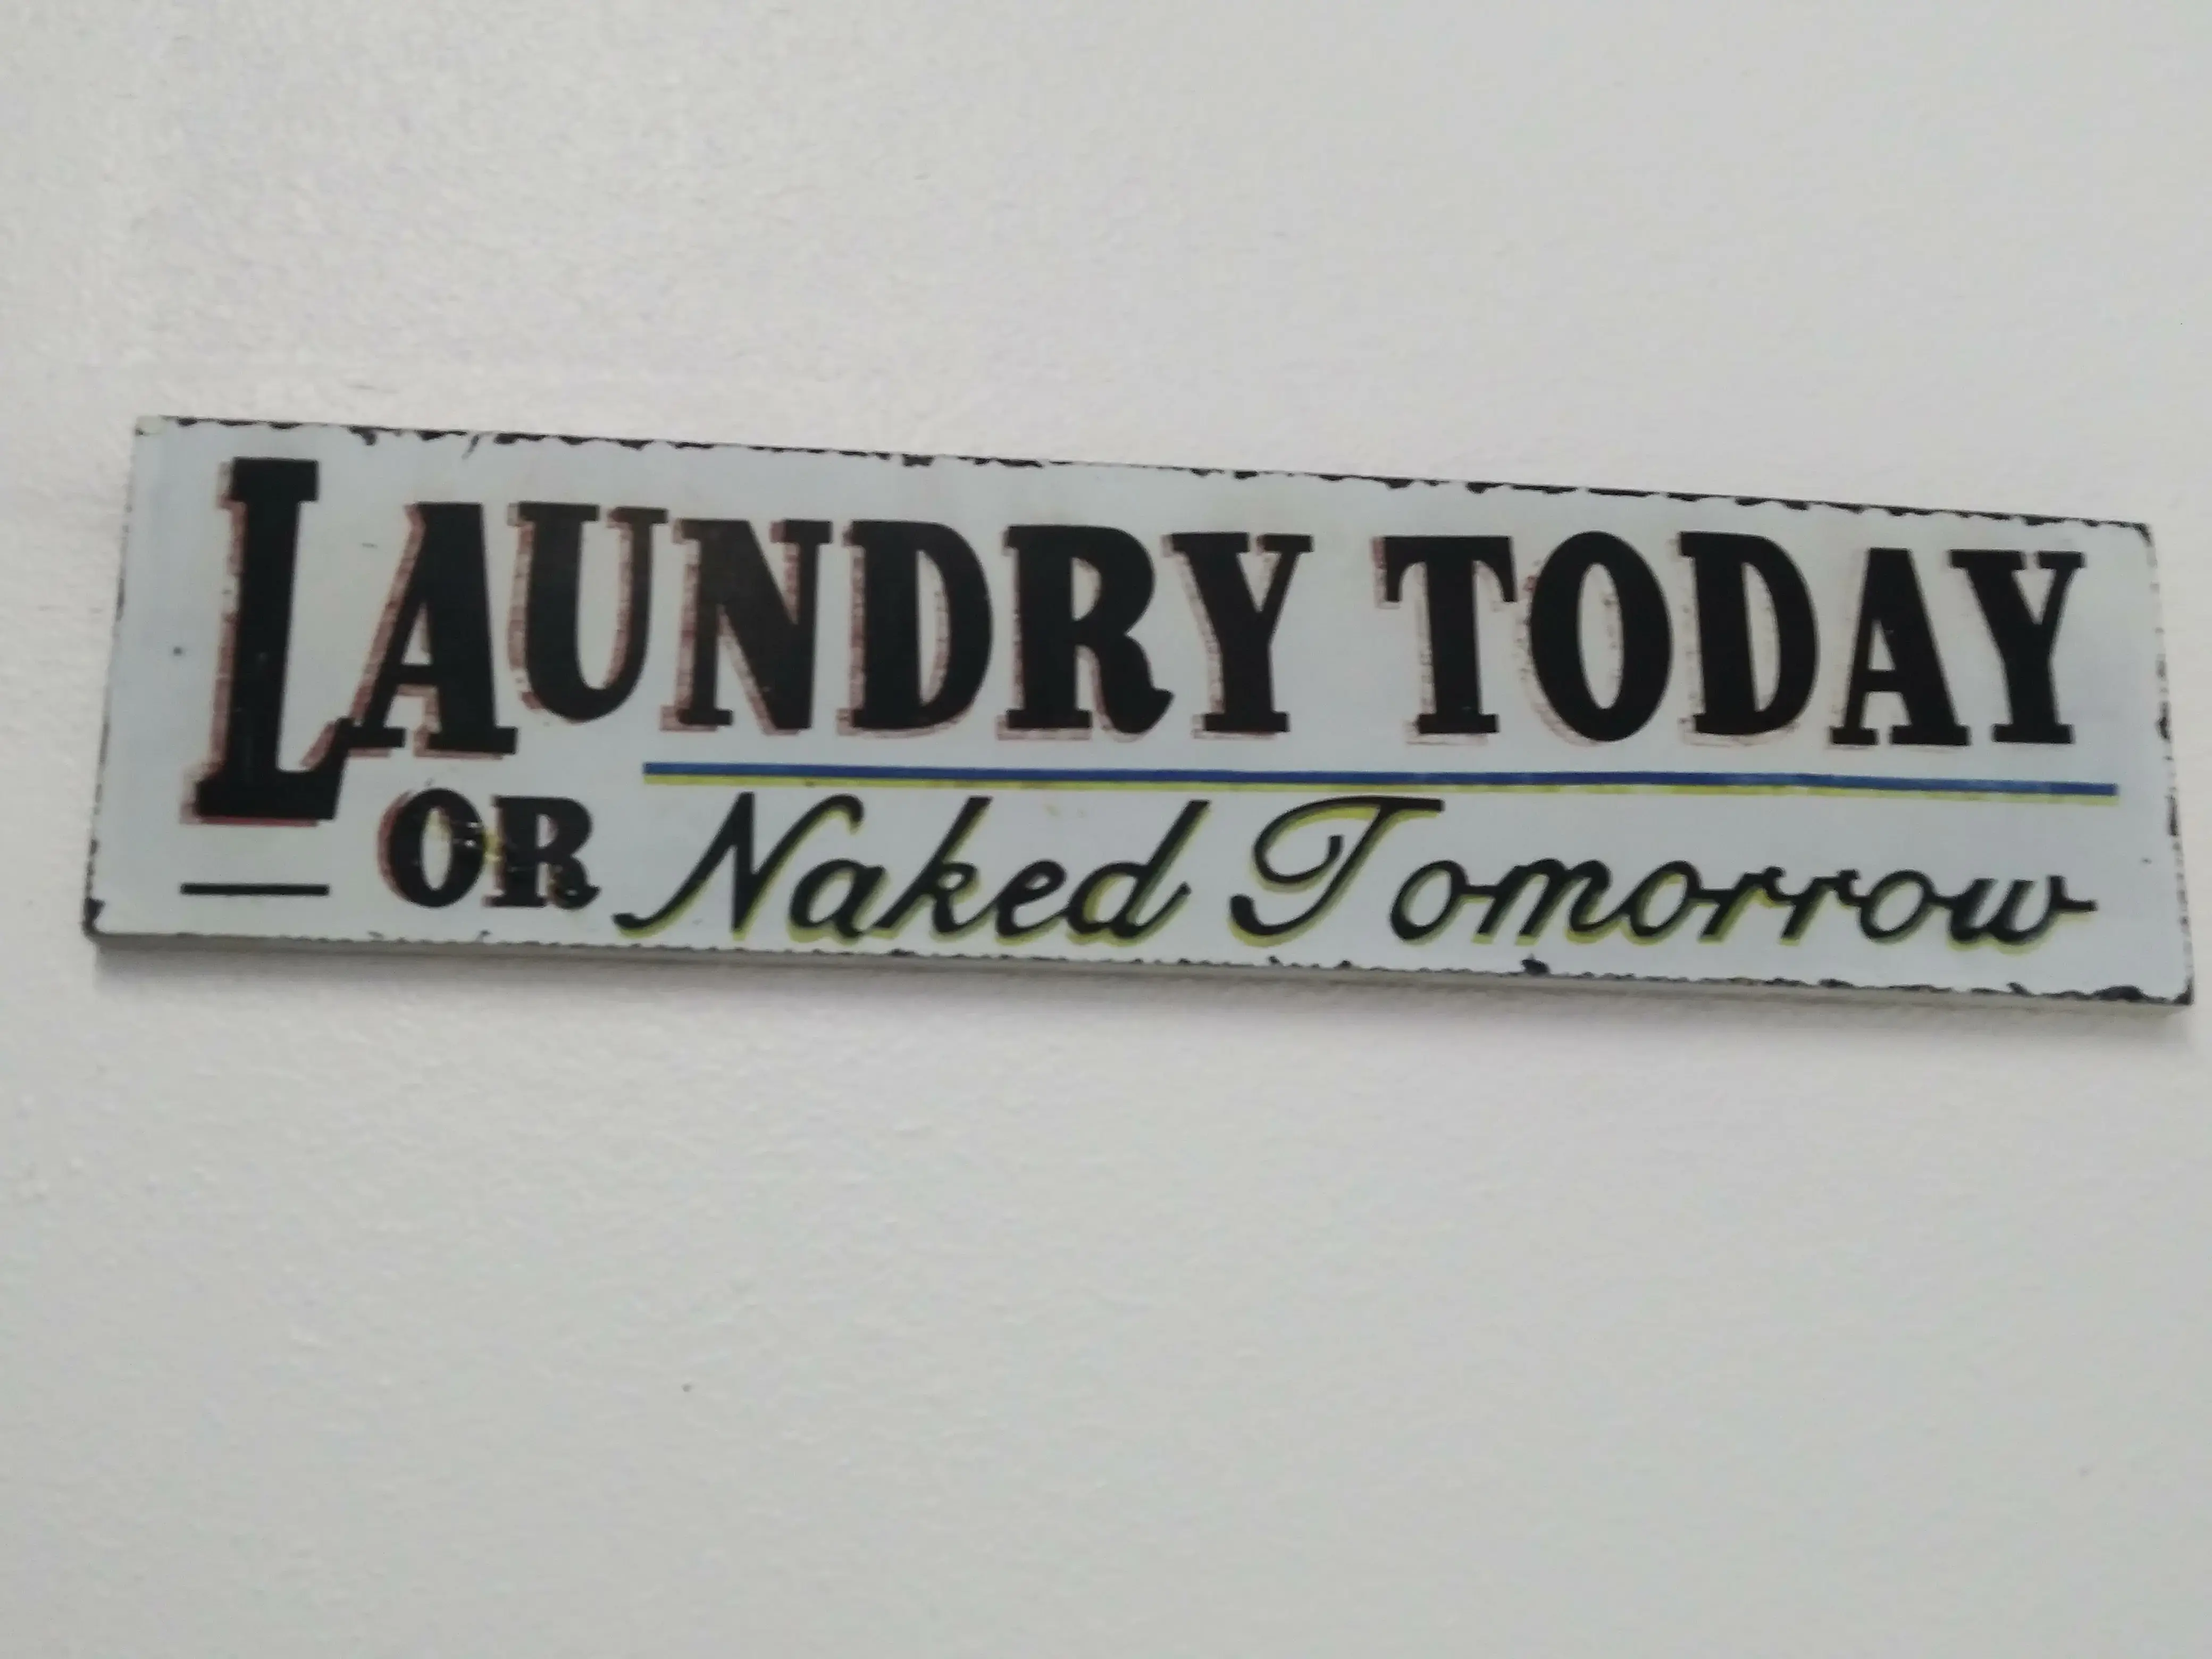 LAUNDRY TODAY
OR Naked Tomorrow